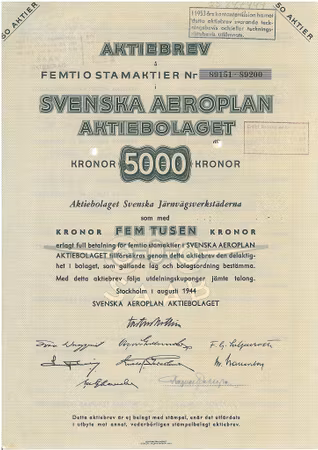 50 AKTIER
50 AKTIER
I 1953 års
AKTIEBREV
å
FEMTIO STAMAKTIER Nr 89151-89200
i
SVENSKA AEROPLAN
AKTIEBOLAGET
KRONOR 5000 KRONOR
Aktiebolaget Svenska Järnvägsverkstäderna
som med
KRONOR FEM TUSEN KRONOR
erlagt full betalning för femtio stamaktier i SVENSKA AEROPLAN
AKTIEBOLAGET tillförsäkras genom detta aktiebrev den delaktig-
het i bolaget, som gällande lag och bolagsordning bestämma.
Med detta aktiebrev följa utdelningskuponger jämte talong.
Stockholm i augusti 1944
SVENSKA AEROPLAN AKTIEBOLAGET
Detta aktiebrev är ej belagt med stämpel, enär det utfärdats
i utbyte mot annat, vederbörligen stämpelbelagt aktiebrev.